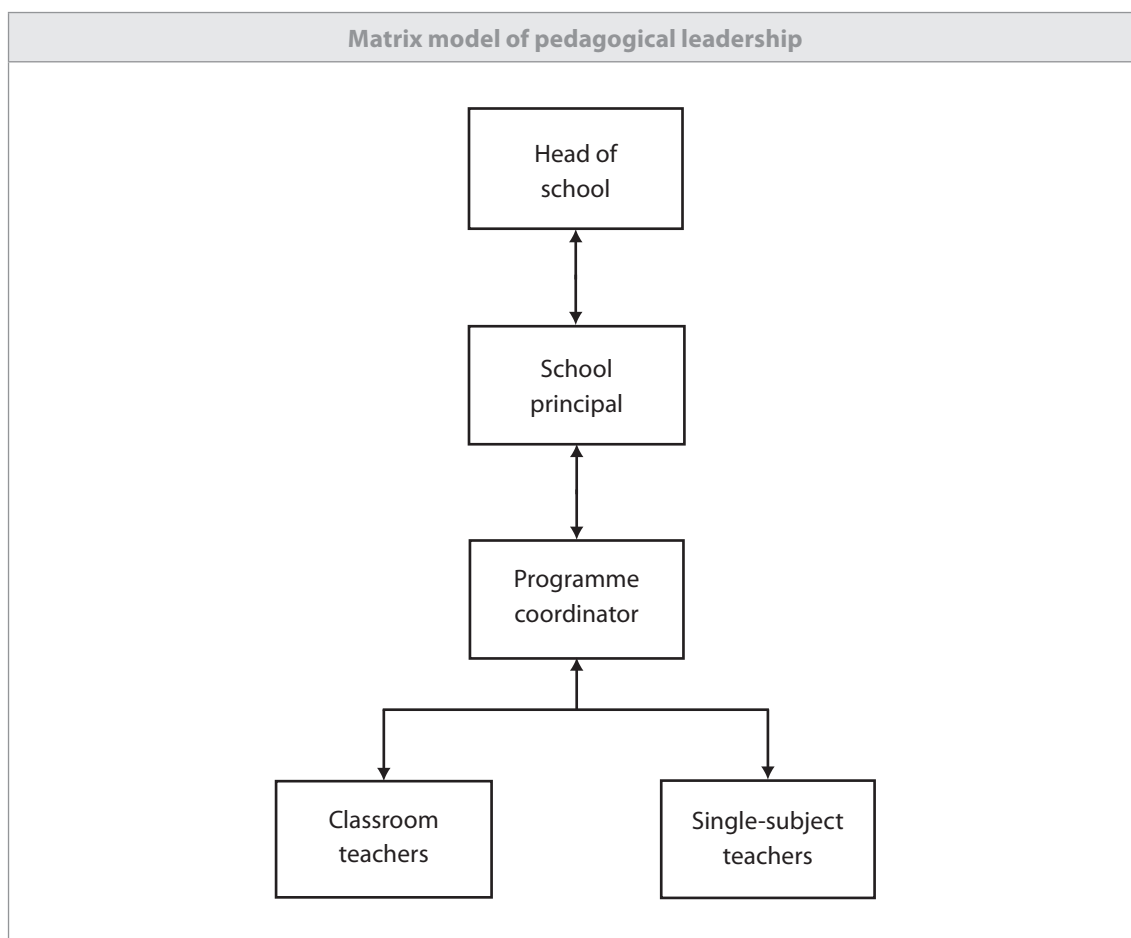 Matrix model of pedagogical leadership
Head of
school
School
principal
Programme
coordinator
Classroom
teachers
Single-subject
teachers